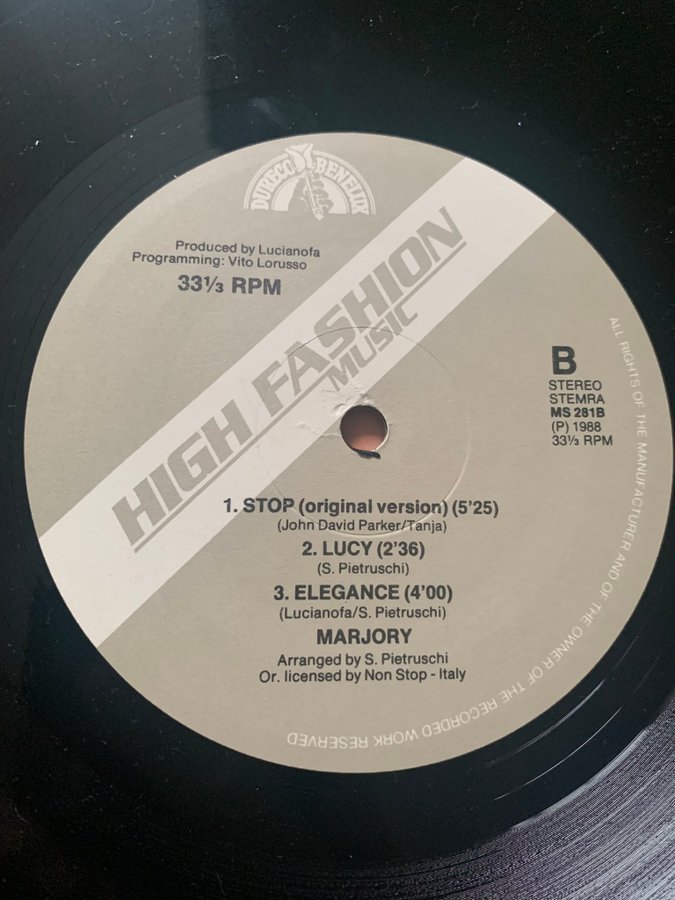 DURECO BENELUX
Produced by Lucianofa
Programming: Vito Lorusso
33⅓ RPM
HIGH FASHION
MUSIC
B
STEREO
STEMRA
MS 281B
(P) 1988
33⅓ RPM
1. STOP (original version) (5'25)
(John David Parker/Tanja)
2. LUCY (2'36)
(S. Pietruschi)
3. ELEGANCE (4'00)
(Lucianofa/S. Pietruschi)
MARJORY
Arranged by S. Pietruschi
Or. licensed by Non Stop - Italy
ALL RIGHTS OF THE MANUFACTURER AND OF THE OWNER OF THE RECORDED WORK RESERVED